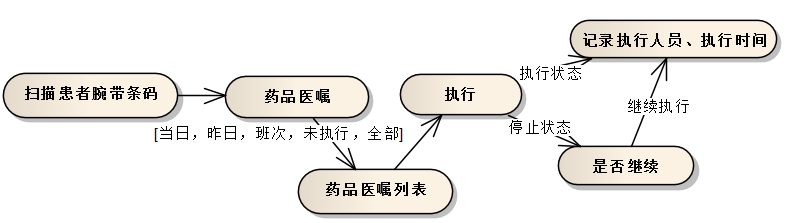 记录执行人员、执行时间
执行状态
扫描患者腕带条码
药品医嘱
执行
继续执行
[当日，昨日，班次，未执行，全部]
停止状态
是否继续
药品医嘱列表